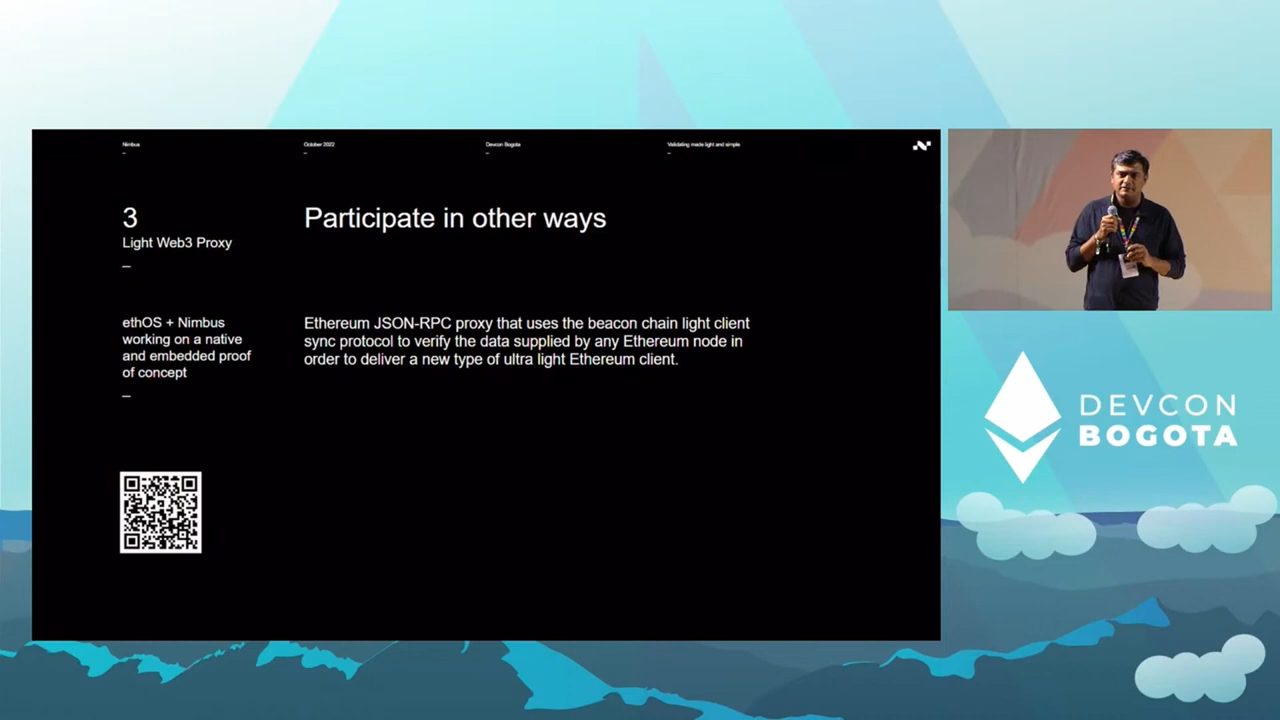 Nimbus
October 2022
Devcon Bogota
Validating made light and simple
3
Light Web3 Proxy
Participate in other ways
ethOS + Nimbus
working on a native
and embedded proof
of concept
Ethereum JSON-RPC proxy that uses the beacon chain light client
sync protocol to verify the data supplied by any Ethereum node in
order to deliver a new type of ultra light Ethereum client.
DEVCON
BOGOTA